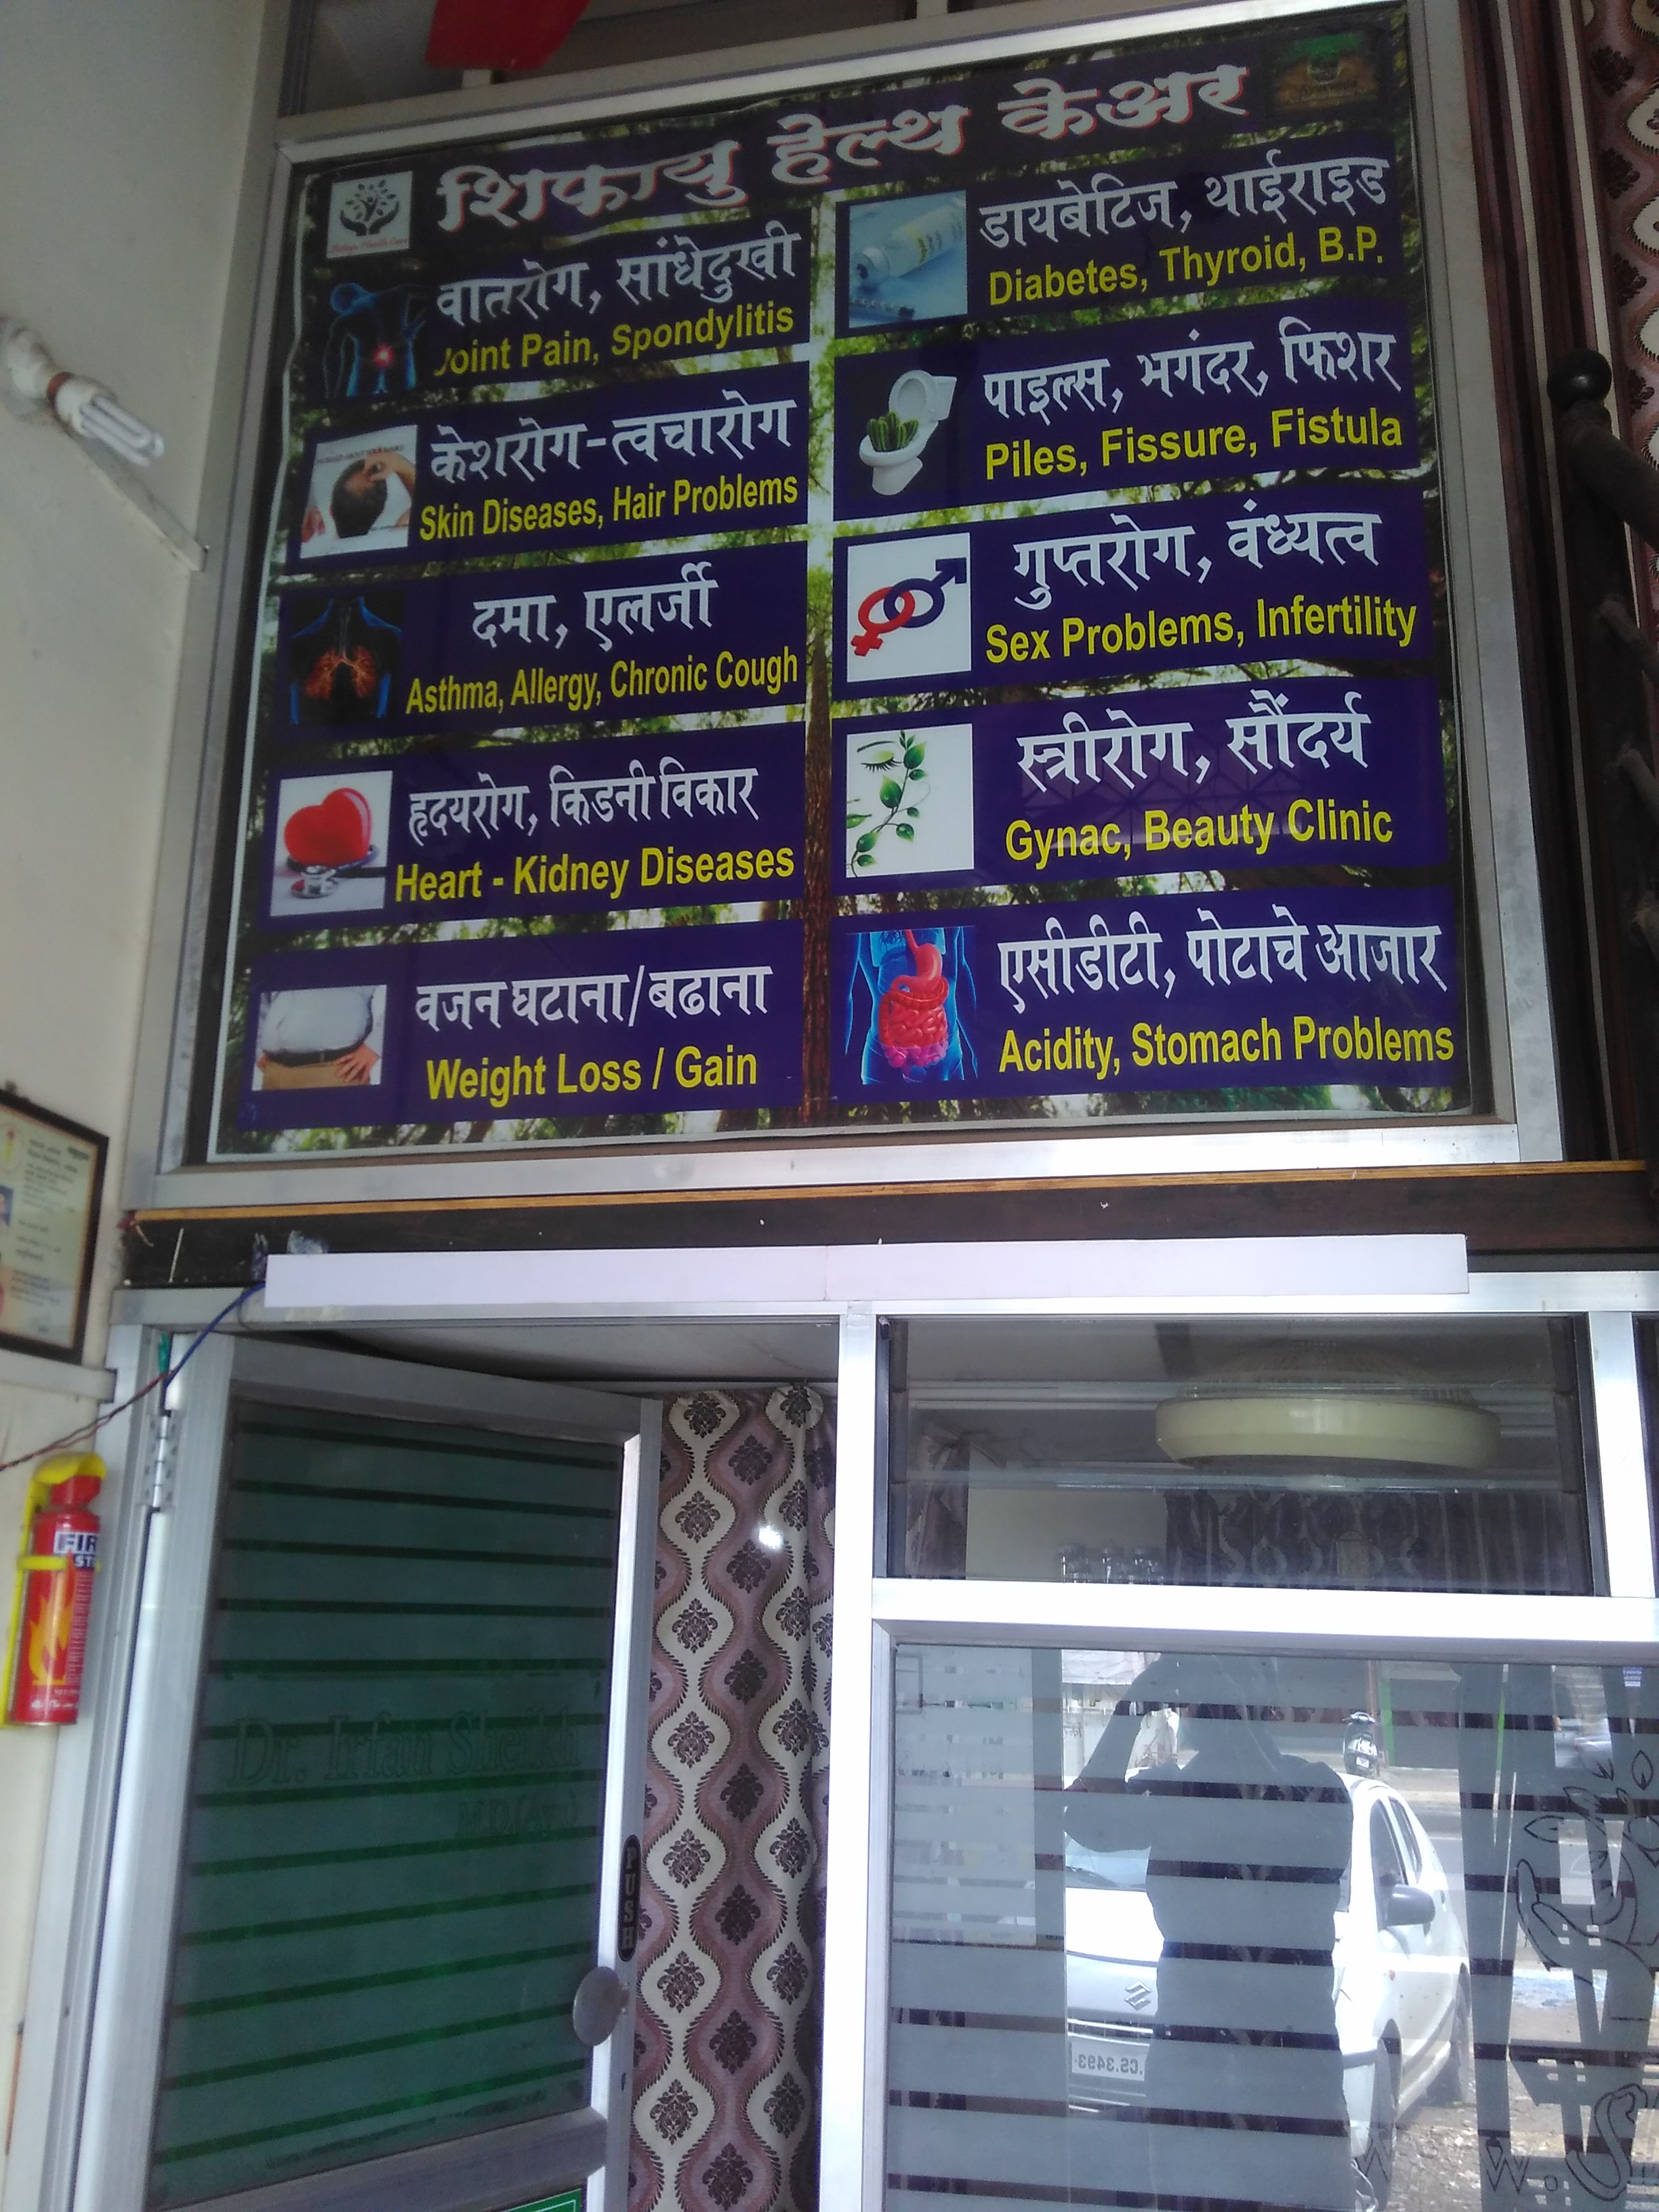 शिफायु हेल्थ केअर
वातरोग, सांधेदुखी
Joint Pain, Spondylitis
केशरोग-त्वचारोग
Skin Diseases, Hair Problems
दमा, एलर्जी
Asthma, Allergy, Chronic Cough
हृदयरोग, किडनी विकार
Heart - Kidney Diseases
वजन घटाना/बढाना
Weight Loss / Gain
डायबेटिज, थाईराइड
Diabetes, Thyroid, B.P.
पाइल्स, भगंदर, फिशर
Piles, Fissure, Fistula
गुप्तरोग, वंध्यत्व
Sex Problems, Infertility
स्त्रीरोग, सौंदर्य
Gynac, Beauty Clinic
एसीडीटी, पोटाचे आजार
Acidity, Stomach Problems
Dr. Irfan Sheikh
PUSH